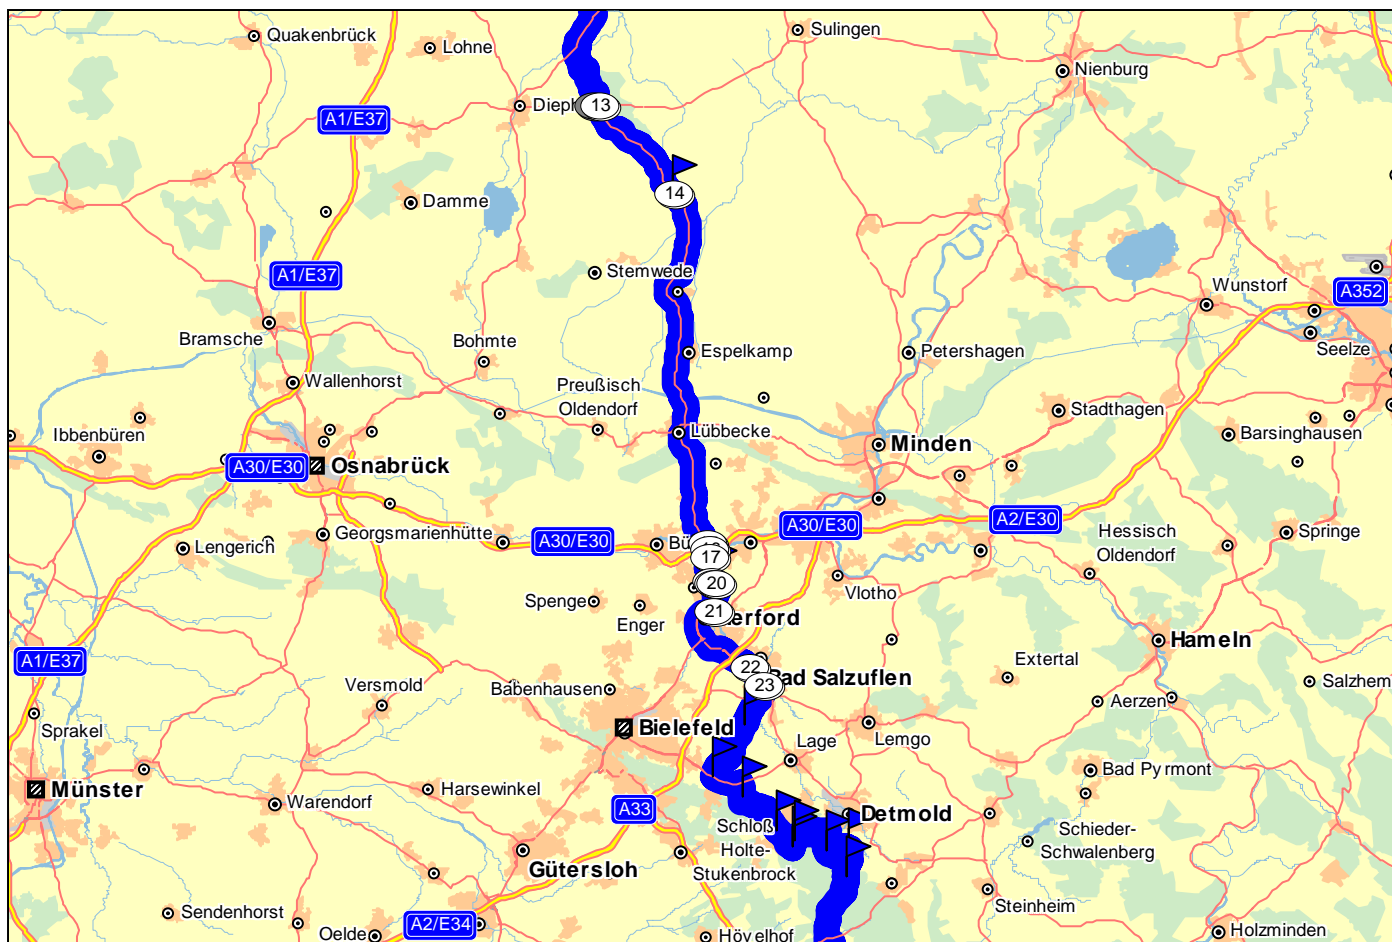 Quakenbrück
Lohne
Sulingen
Nienburg
13
A1/E37
14
Damme
Stemwede
A1/E37
Wunstorf
A352
Bramsche
Bohmte
Espelkamp
Petershagen
Seelze
Wallenhorst
Preußisch
Oldendorf
Stadthagen
Ibbenbüren
Lübbecke
Minden
Barsinghausen
A30/E30
Osnabrück
A30/E30
A2/E30
Georgsmarienhütte
A30/E30
Hessisch
Oldendorf
Springe
Lengerich
17
20
Vlotho
Spenge
Enger
21
Hameln
A1/E37
22
Extertal
Versmold
Babenhausen
23
Bad Salzuflen
Aerzen
Sprakel
Bielefeld
Lage
Lemgo
Münster
Harsewinkel
Bad Pyrmont
Warendorf
A33
Detmold
Schloß
Holte-
Stukenbrock
Schieder-
Schwalenberg
Gütersloh
Sendenhorst
A2/E34
Steinheim
Oelde
Hövelhof
Holzminden